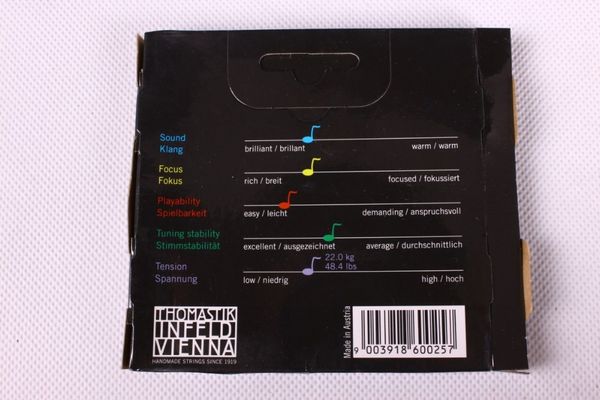 Sound
Klang
brilliant / brillant
warm / warm
Focus
Fokus
rich / breit
focused / fokussiert
Playability
Spielbarkeit
easy / leicht
demanding / anspruchsvoll
Tuning stability
Stimmstabilität
excellent / ausgezeichnet
average / durchschnittlich
Tension
Spannung
22.0 kg
48.4 lbs
low / niedrig
high / hoch
THOMASTIK
INFELD
VIENNA
HANDMADE STRINGS SINCE 1919
Made in Austria
9 003918 600257